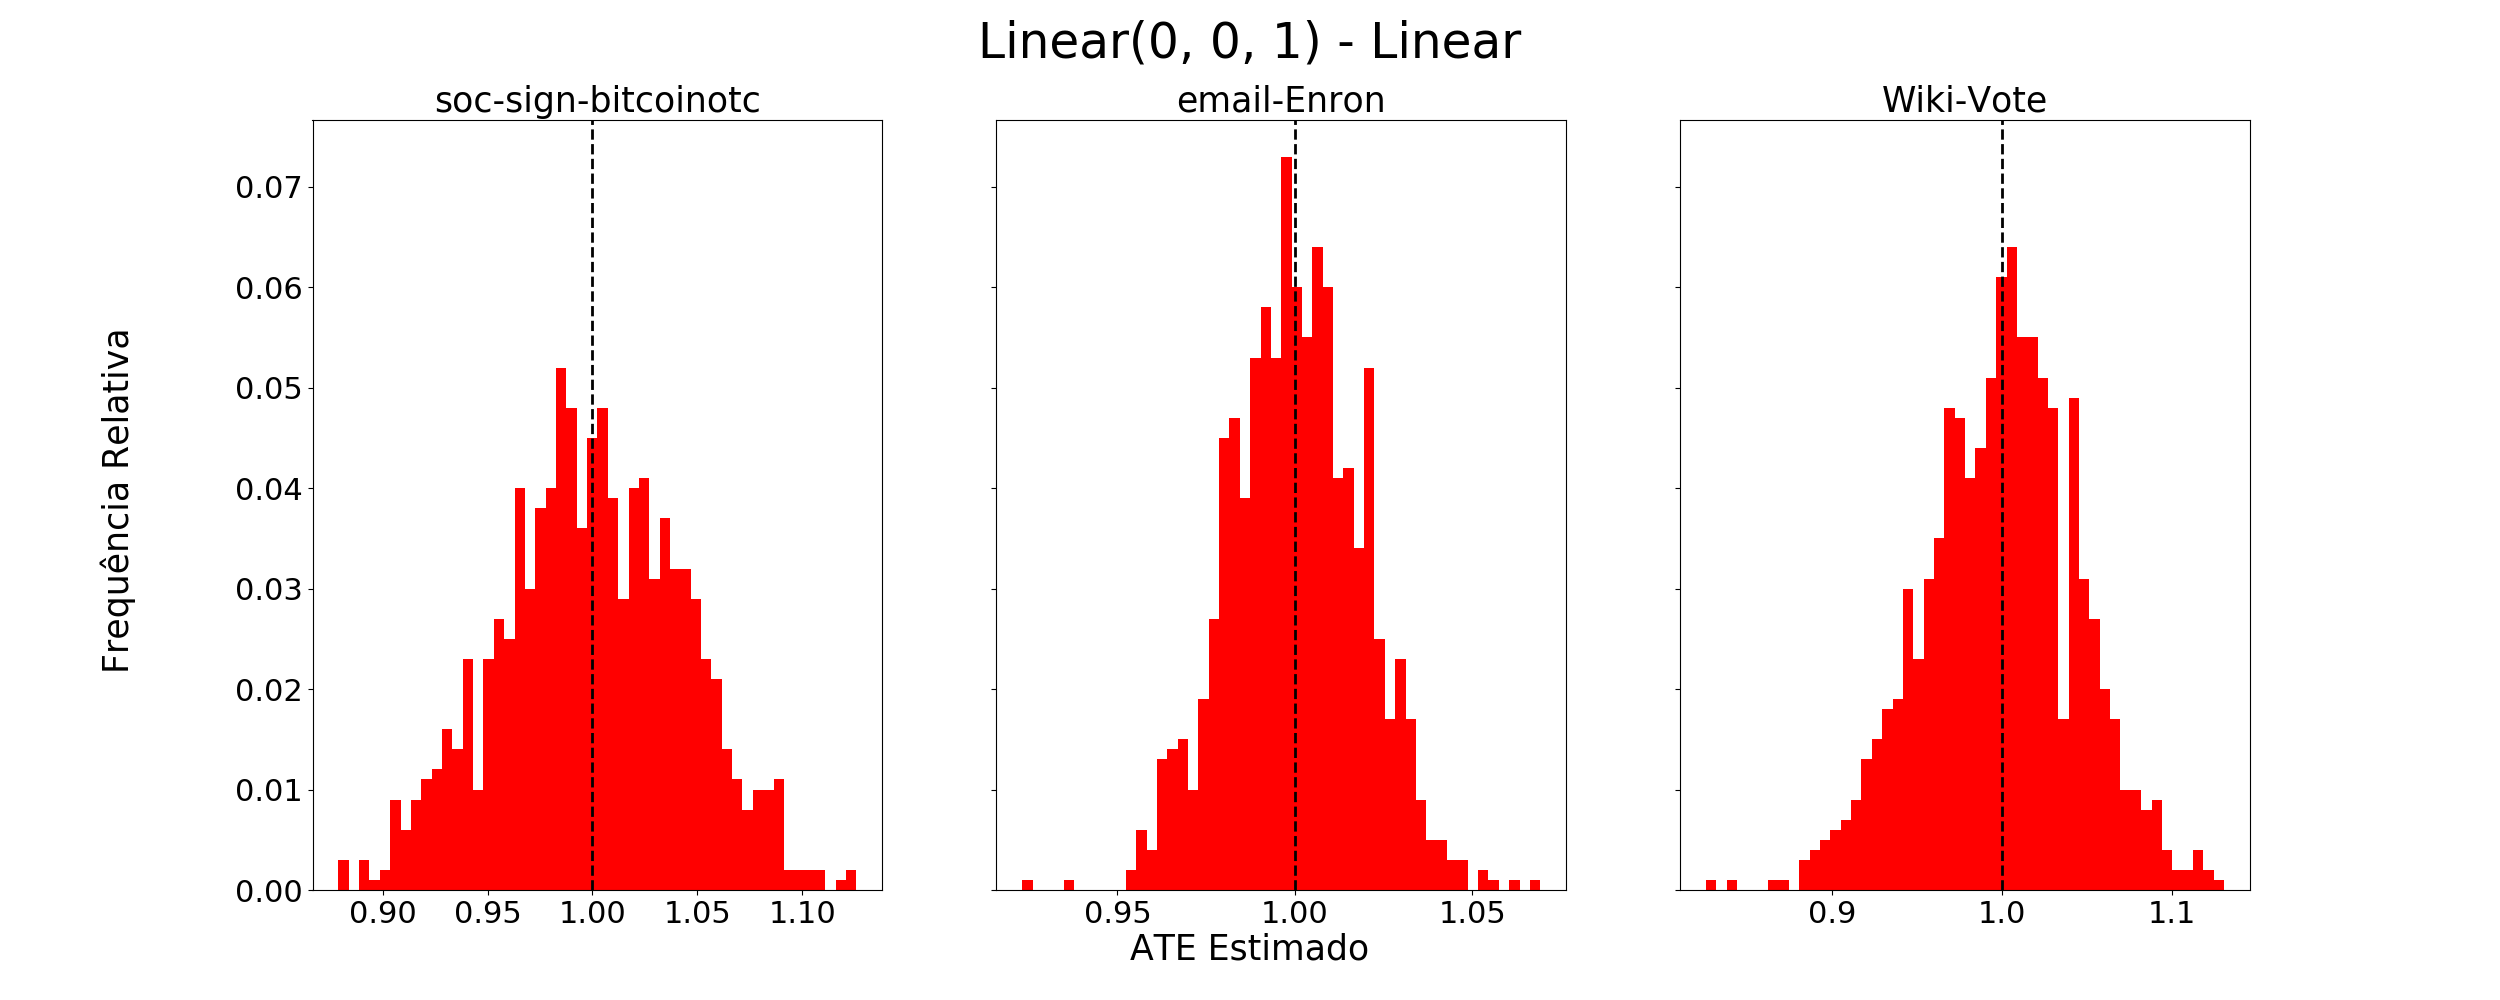 Linear(0, 0, 1) - Linear
soc-sign-bitcoinotc
email-Enron
Wiki-Vote
Frequência Relativa
0.07
0.06
0.05
0.04
0.03
0.02
0.01
0.00
0.90 0.95 1.00 1.05 1.10
0.95 1.00 1.05
0.9 1.0 1.1
ATE Estimado